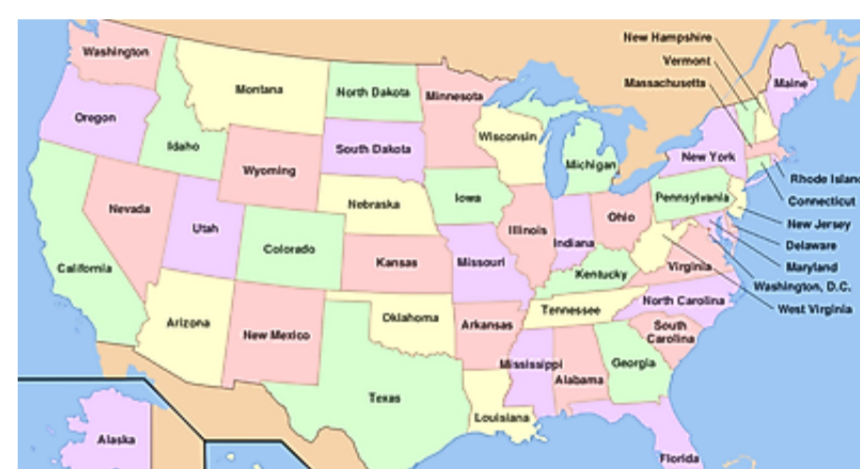 New Hampshire
Washington
Vermont
Montana
North Dakota
Minnesota
Massachusetts
Maine
Oregon
Idaho
South Dakota
Wisconsin
Michigan
New York
Wyoming
Rhode Islan
Nevada
Utah
Nebraska
Iowa
Pennsylvania
Connecticut
Illinois
Indiana
Ohio
New Jersey
California
Colorado
Kansas
Missouri
Kentucky
Virginia
Delaware
Maryland
Washington, D.C.
West Virginia
Arizona
New Mexico
Oklahoma
Arkansas
Tennessee
North Carolina
South
Carolina
Mississippi
Alabama
Georgia
Texas
Louisiana
Alaska
Florida